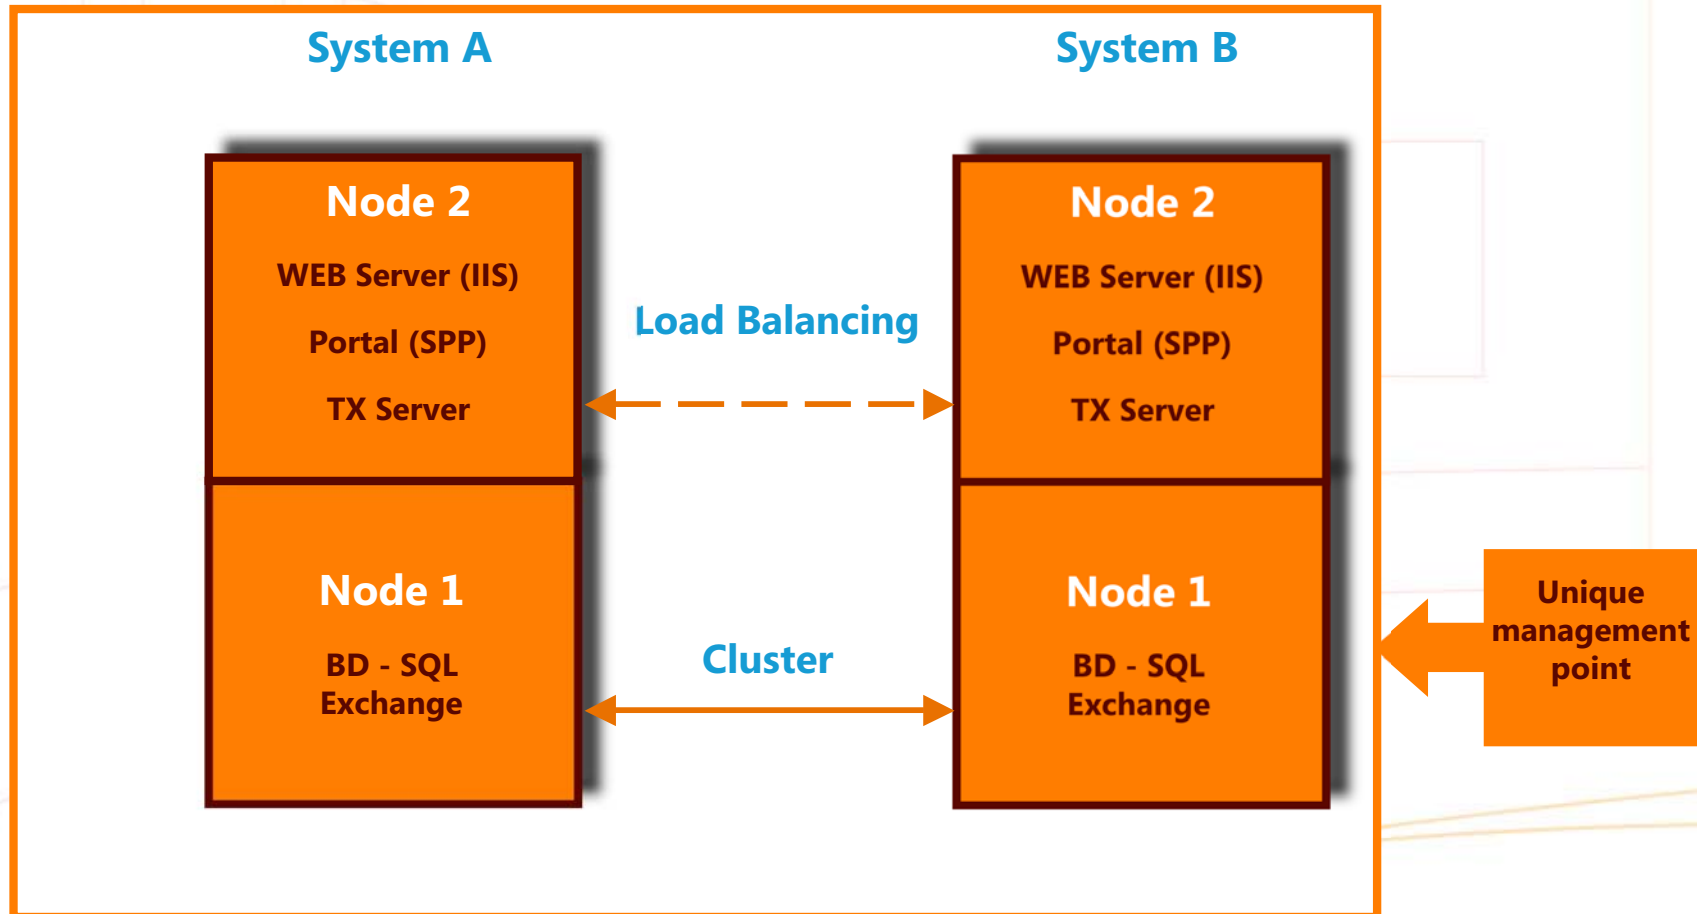 System A
System B
Node 2
WEB Server (IIS)
Portal (SPP)
TX Server
Load Balancing
Node 2
WEB Server (IIS)
Portal (SPP)
TX Server
Node 1
BD - SQL
Exchange
Cluster
Node 1
BD - SQL
Exchange
Unique
management
point